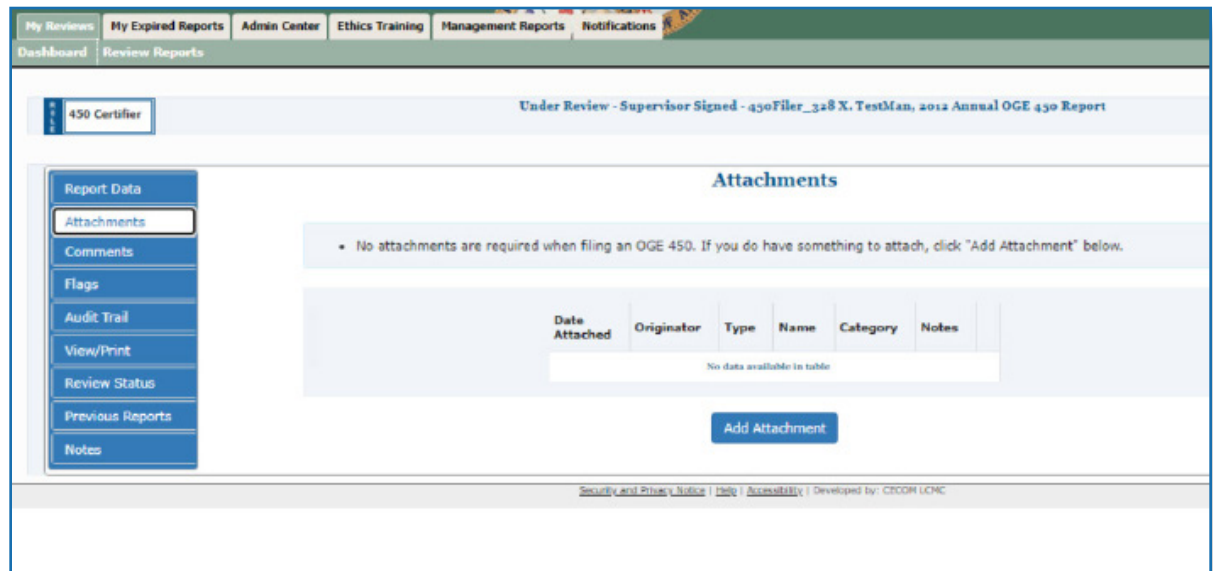 My Reviews My Expired Reports Admin Center Ethics Training Management Reports Notifications
Dashboard Review Reports
ROLE
450 Certifier
Under Review - Supervisor Signed - 450Filer_328 X. TestMan, 2012 Annual OGE 450 Report
Report Data
Attachments
Comments
Flags
Audit Trail
View/Print
Review Status
Previous Reports
Notes
Attachments
• No attachments are required when filing an OGE 450. If you do have something to attach, click "Add Attachment" below.
Date Attached Originator Type Name Category Notes
No data available in table
Add Attachment
Security and Privacy Notice | Help | Accessibility | Developed by: CECOM LCMC